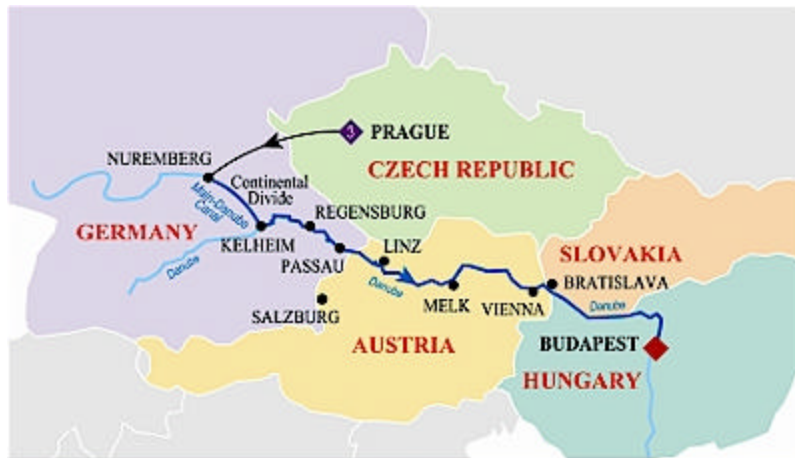 3
PRAGUE
NUREMBERG
CZECH REPUBLIC
Continental
Divide
Main-Danube
Canal
REGENSBURG
GERMANY
KELHEIM
LINZ
SLOVAKIA
Danube
PASSAU
Danube
BRATISLAVA
MELK
VIENNA
Danube
SALZBURG
AUSTRIA
BUDAPEST
HUNGARY